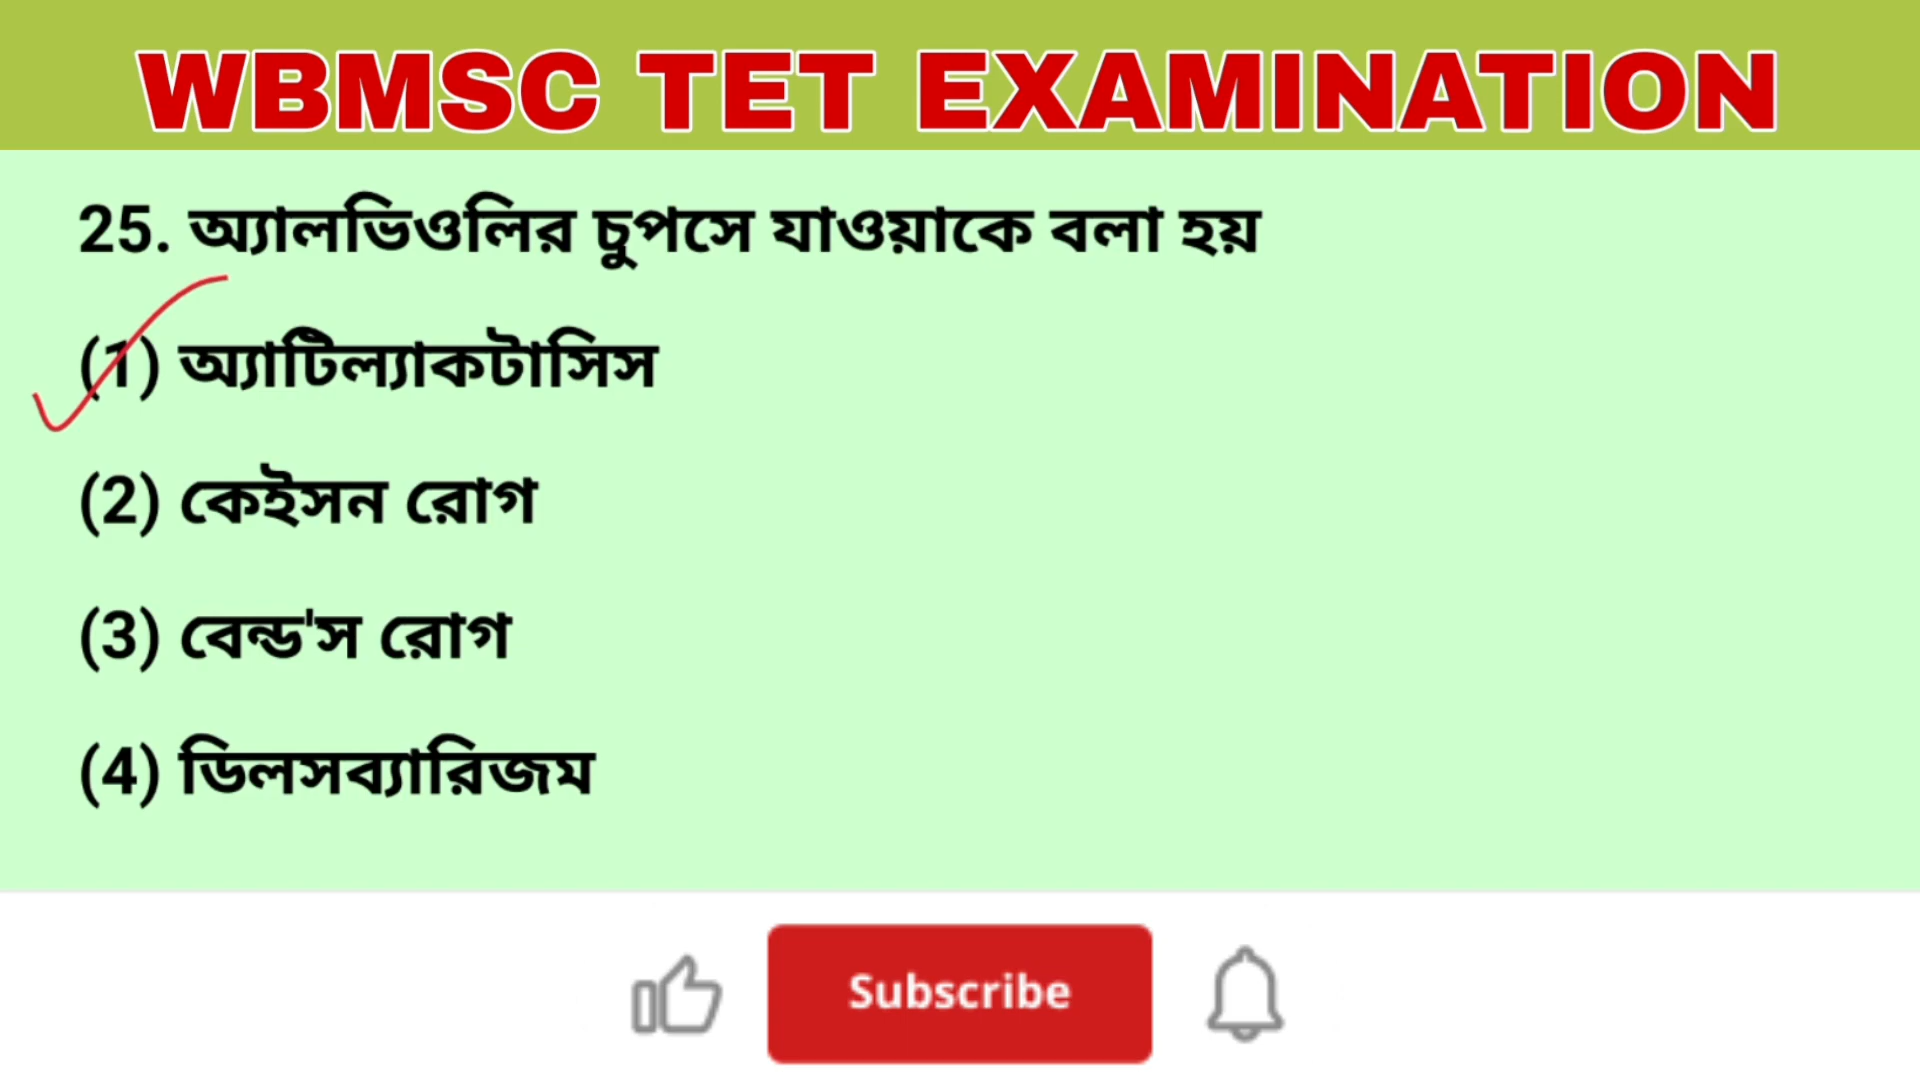 WBMSC TET EXAMINATION
25. অ্যালভিওলির চুপসে যাওয়াকে বলা হয়
(1) অ্যাটিল্যাকটাসিস
(2) কেইসন রোগ
(3) বেন্ড'স রোগ
(4) ডিলসব্যারিজম
Subscribe